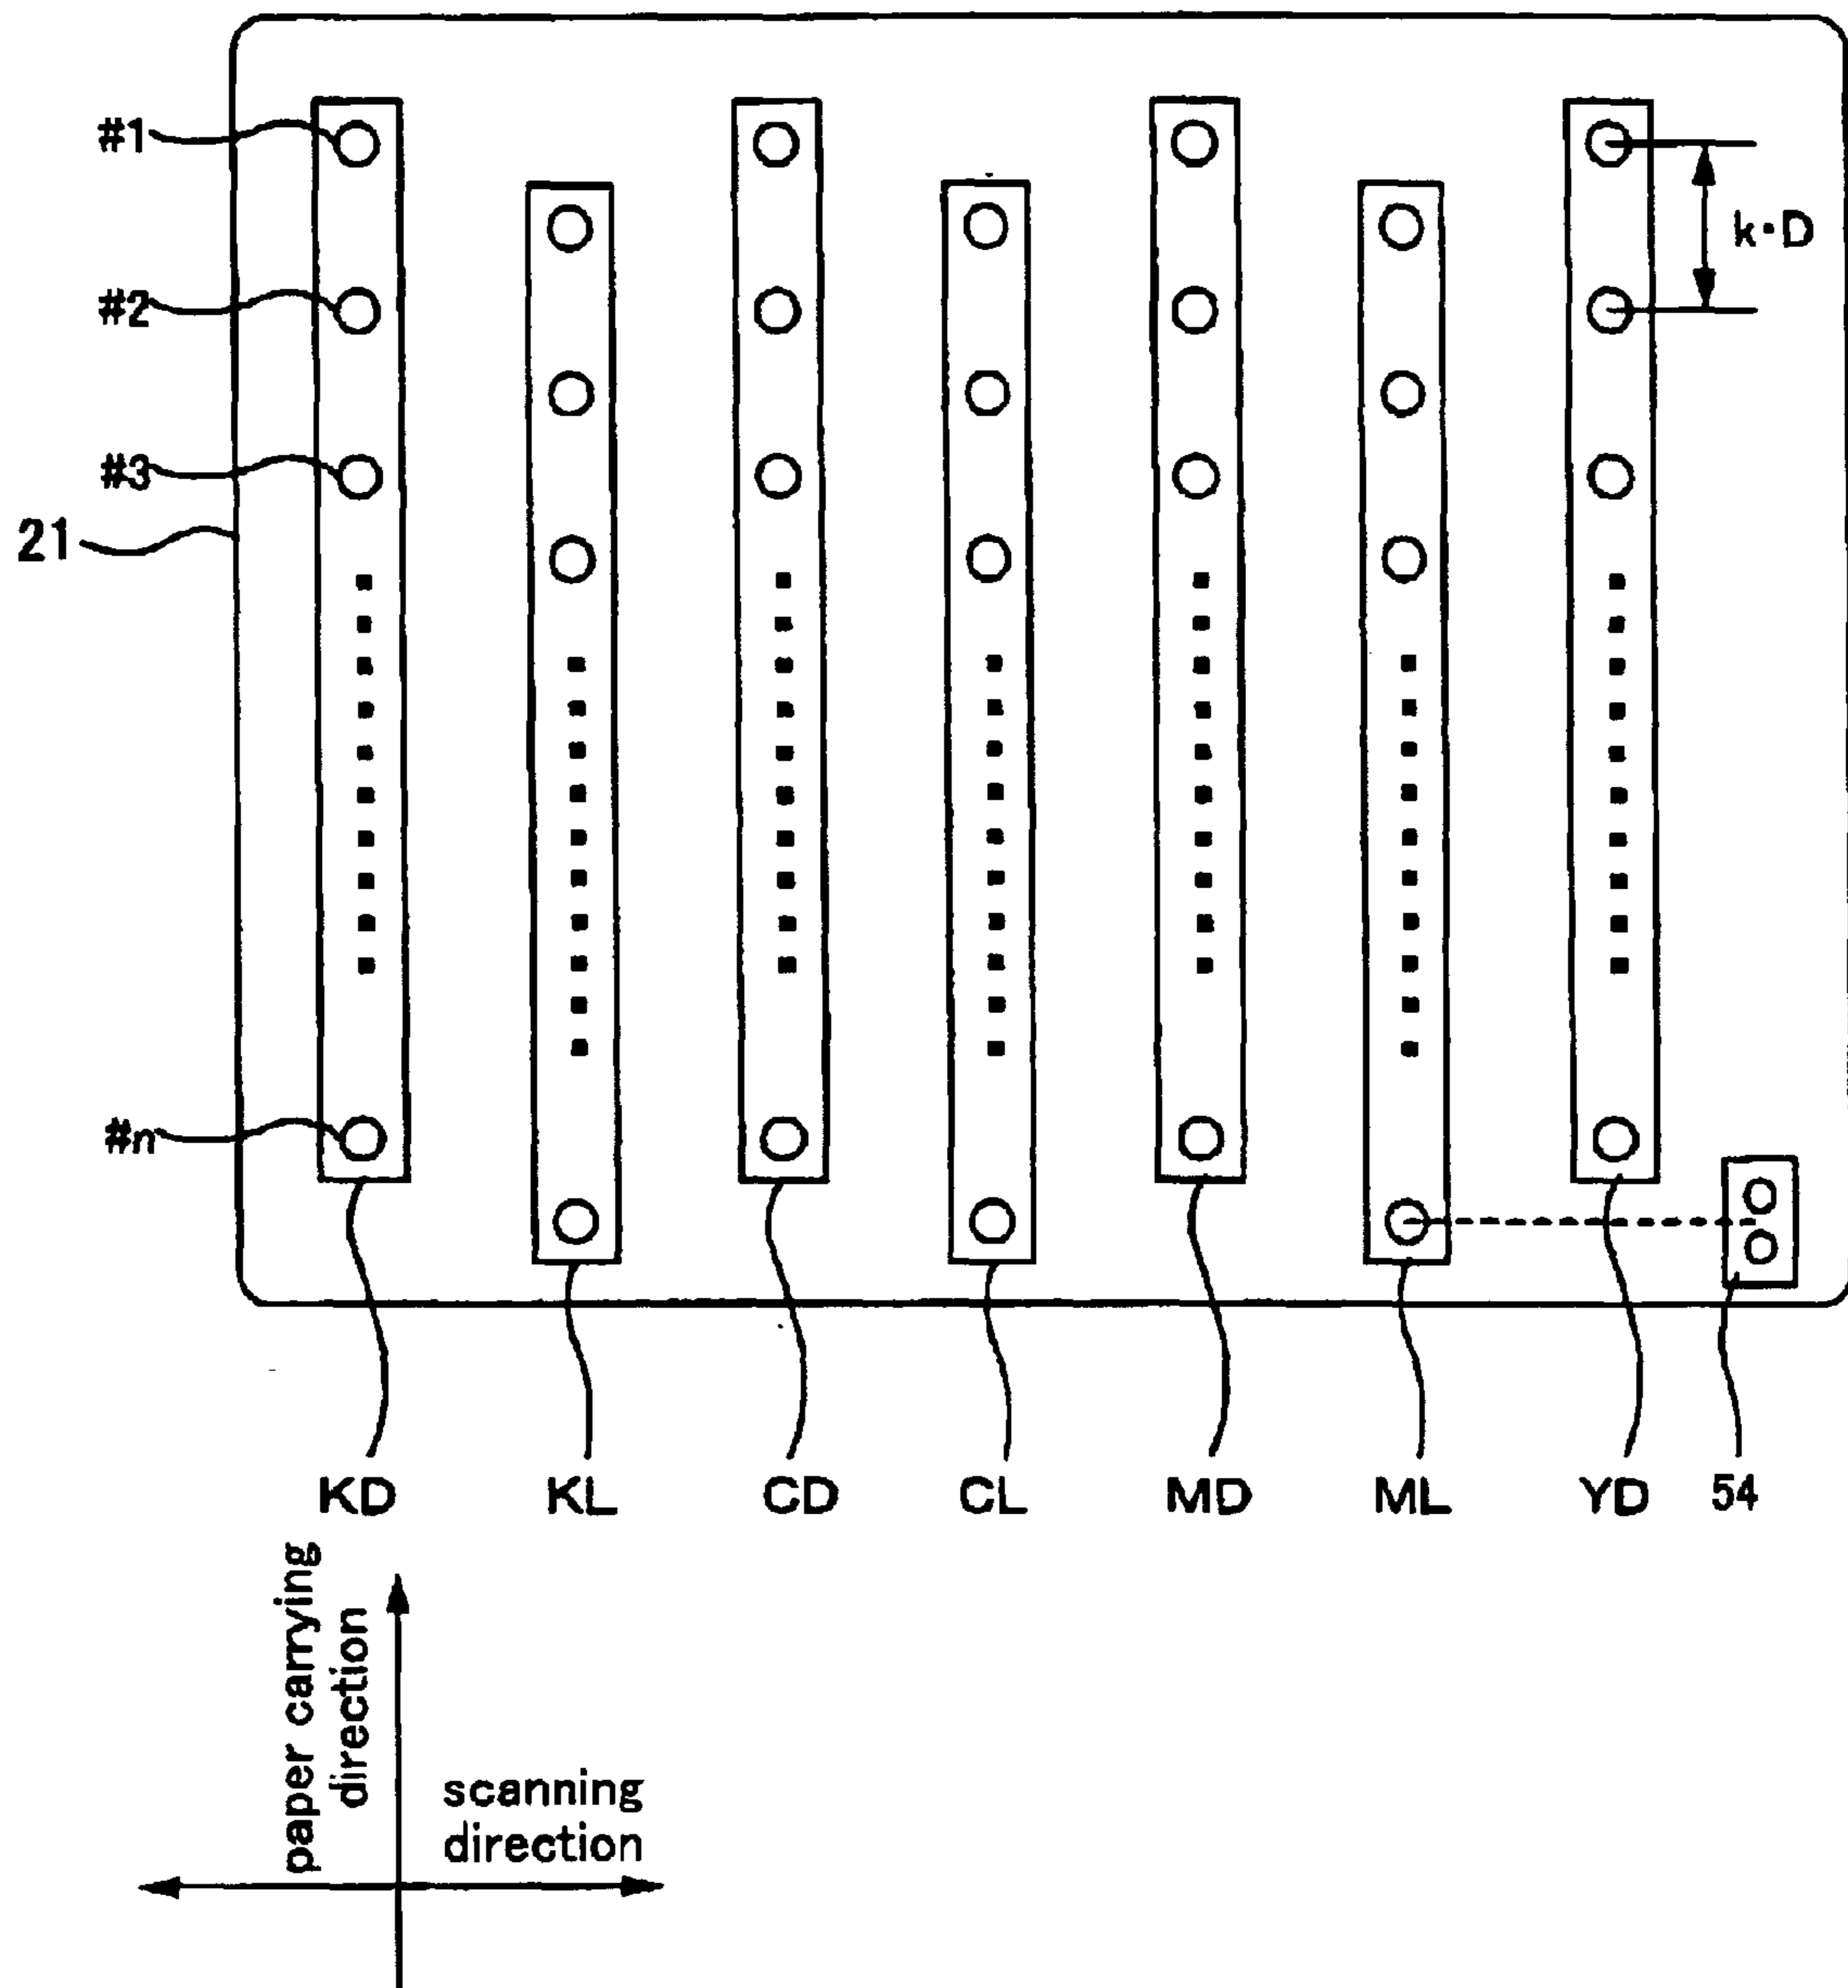 #1
#2
k·D
#3
21
#n
KD KL CD CL MD ML YD 54
paper carrying
direction
scanning
direction